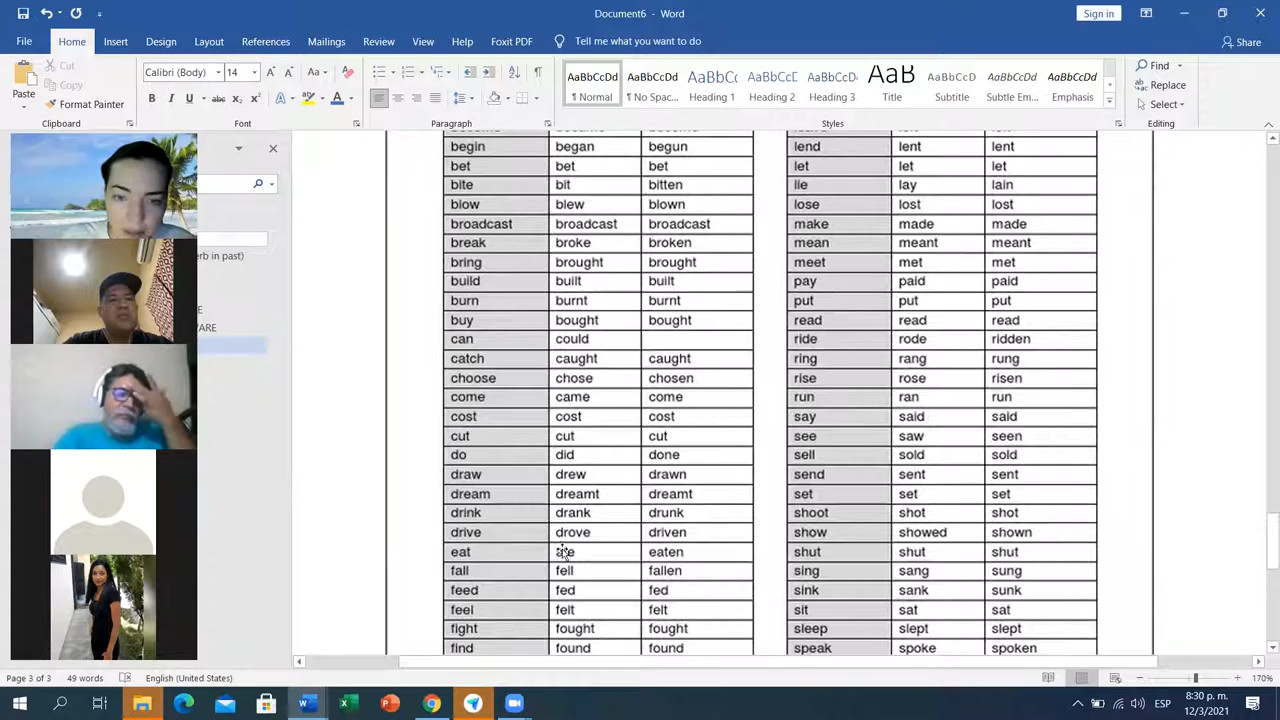 Document6 - Word
Sign in
File Home Insert Design Layout References Mailings Review View Help Foxit PDF Tell me what you want to do Share
Paste
Cut
Copy
Format Painter
Clipboard
Calibri (Body) 14
Font
Paragraph
AaBbCcDd AaBbCcDd AaBbCc AaBbCcD AaBbCcD AaB AaBbCcD AaBbCcDd AaBbCcDd
¶ Normal ¶ No Spac... Heading 1 Heading 2 Heading 3 Title Subtitle Subtle Em... Emphasis
Styles
Find
Replace
Select
Editing
erb in past)
E
WARE
begin began begun
bet bet bet
bite bit bitten
blow blew blown
broadcast broadcast broadcast
break broke broken
bring brought brought
build built built
burn burnt burnt
buy bought bought
can could
catch caught caught
choose chose chosen
come came come
cost cost cost
cut cut cut
do did done
draw drew drawn
dream dreamt dreamt
drink drank drunk
drive drove driven
eat eaten
fall fell fallen
feed fed fed
feel felt felt
fight fought fought
find found found
lend lent lent
let let let
lie lay lain
lose lost lost
make made made
mean meant meant
meet met met
pay paid paid
put put put
read read read
ride rode ridden
ring rang rung
rise rose risen
run ran run
say said said
see saw seen
sell sold sold
send sent sent
set set set
shoot shot shot
show showed shown
shut shut shut
sing sang sung
sink sank sunk
sit sat sat
sleep slept slept
speak spoke spoken
Page 3 of 3 49 words English (United States) 170%
ESP
8:30 p. m.
12/3/2021